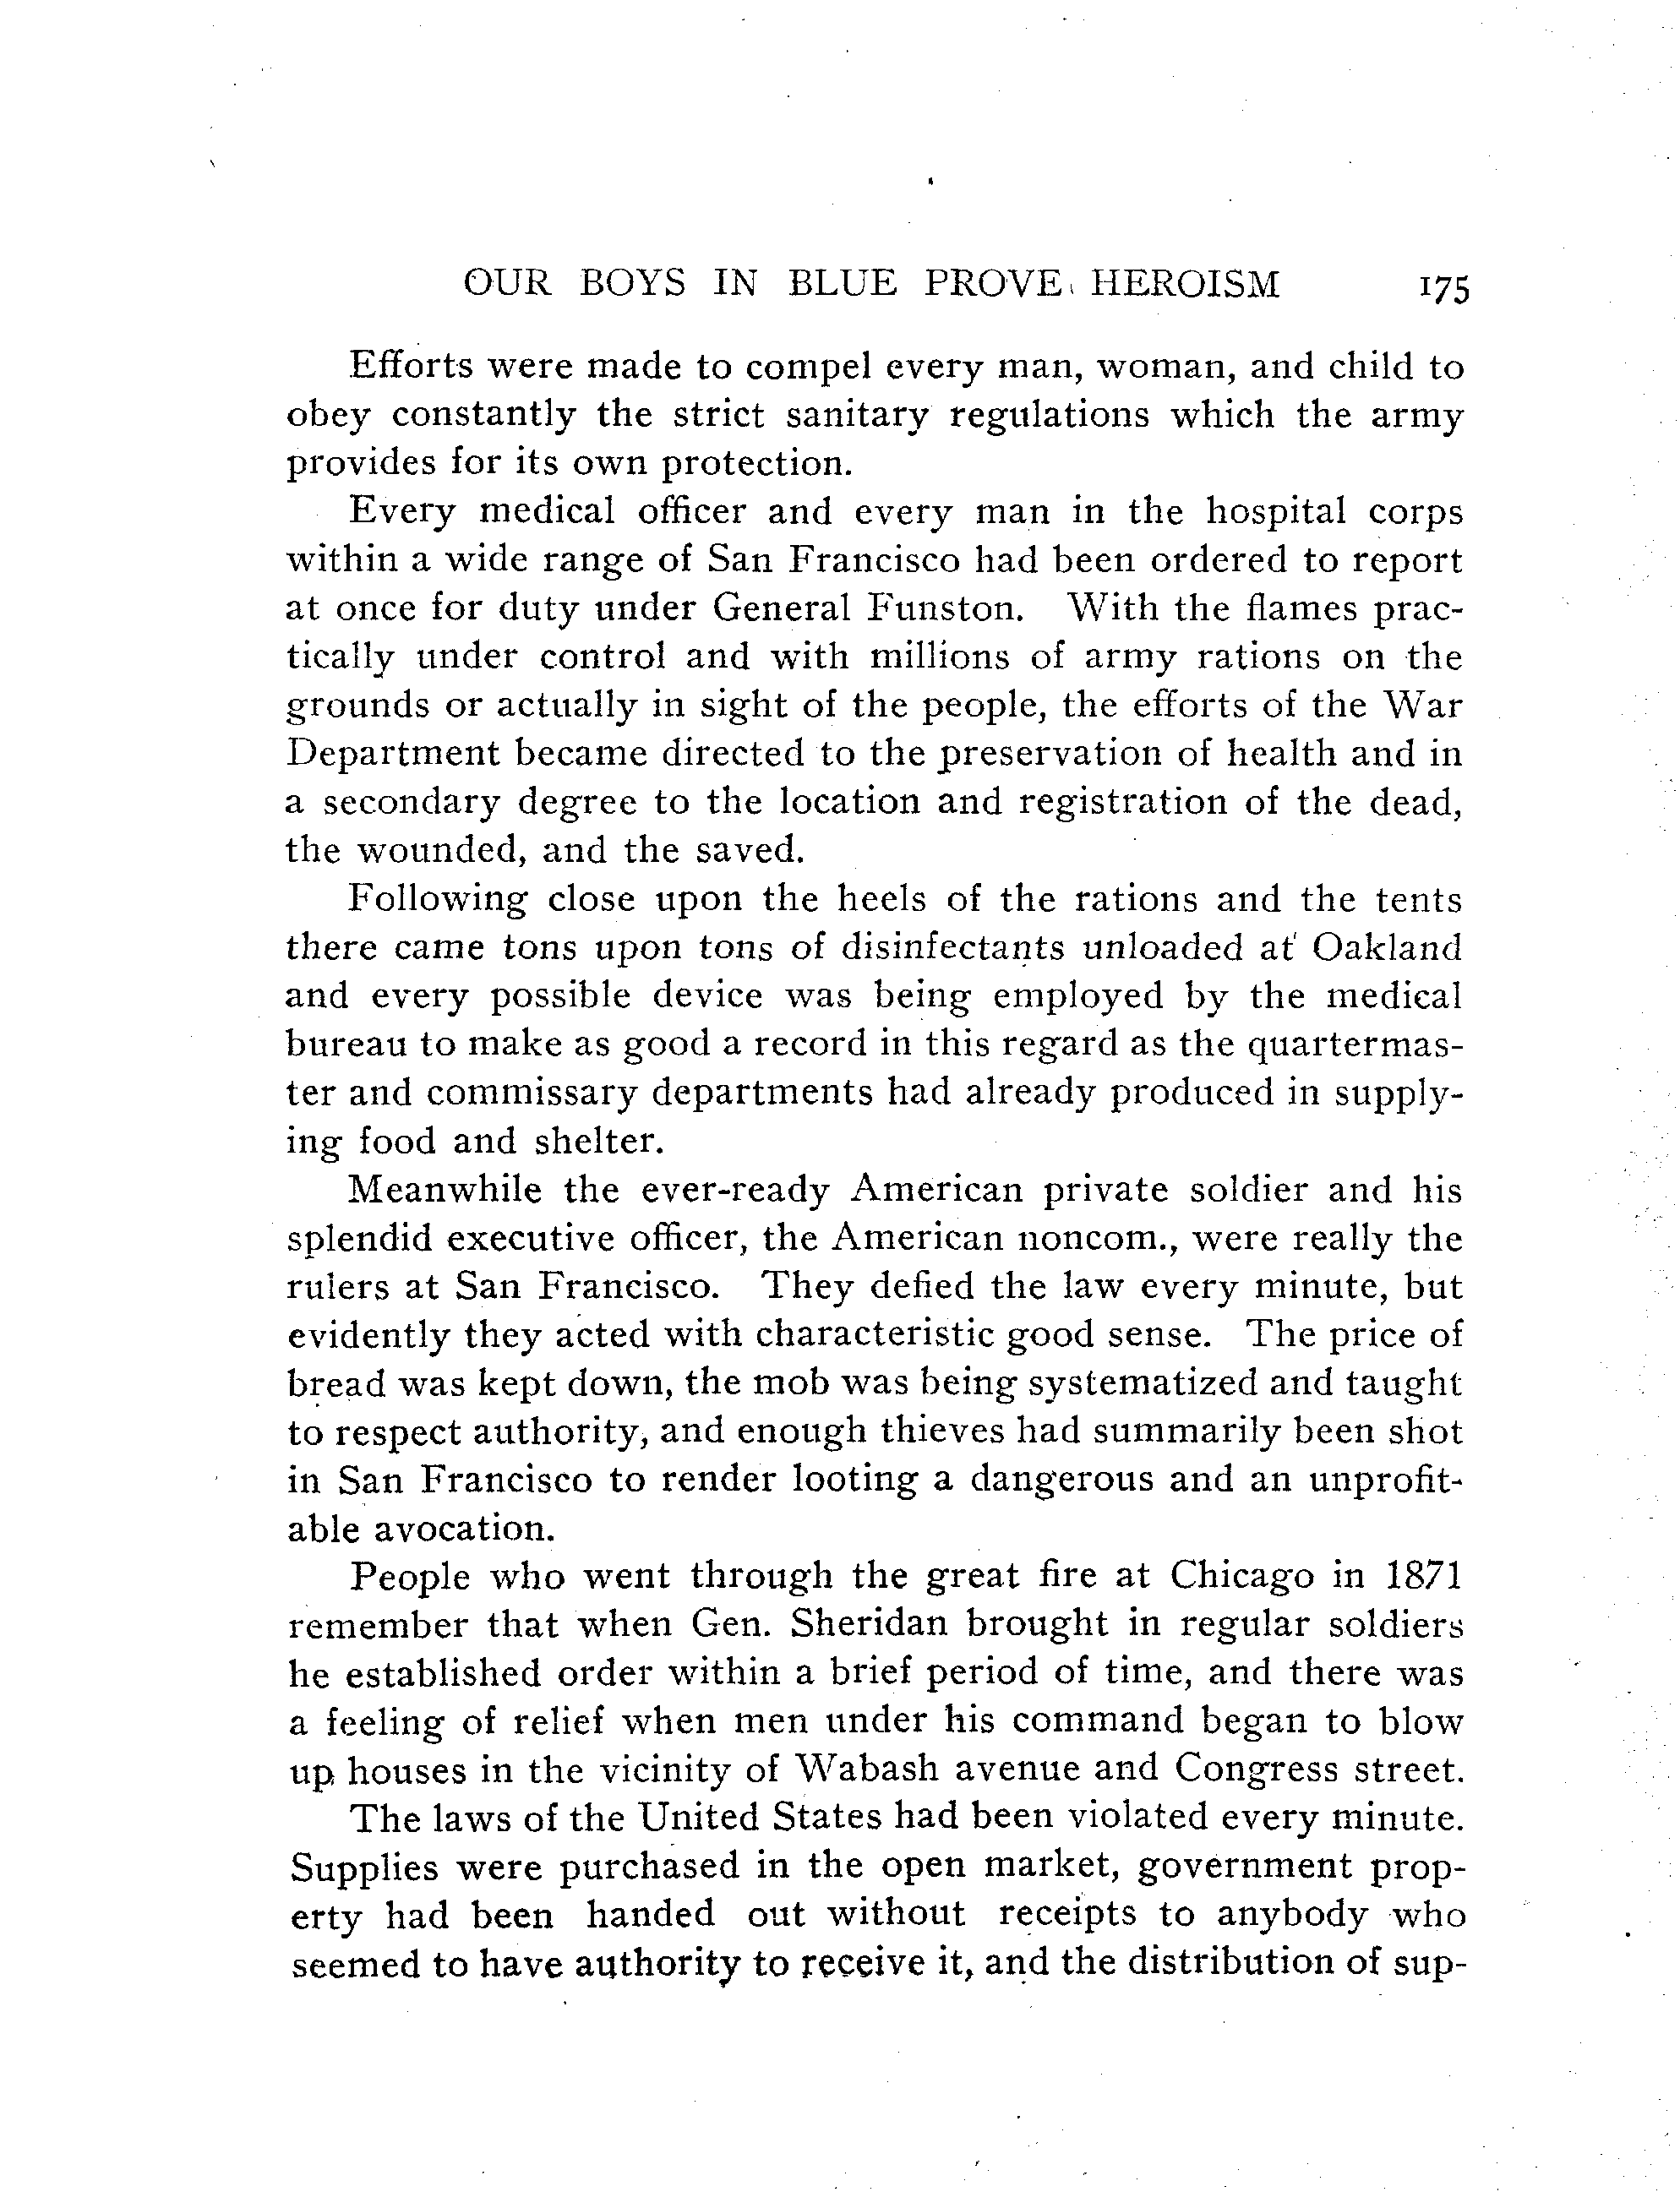 OUR BOYS IN BLUE PROVE HEROISM 175
Efforts were made to compel every man, woman, and child to
obey constantly the strict sanitary regulations which the army
provides for its own protection.
Every medical officer and every man in the hospital corps
within a wide range of San Francisco had been ordered to report
at once for duty under General Funston. With the flames prac-
tically under control and with millions of army rations on the
grounds or actually in sight of the people, the efforts of the War
Department became directed to the preservation of health and in
a secondary degree to the location and registration of the dead,
the wounded, and the saved.
Following close upon the heels of the rations and the tents
there came tons upon tons of disinfectants unloaded at Oakland
and every possible device was being employed by the medical
bureau to make as good a record in this regard as the quartermas-
ter and commissary departments had already produced in supply-
ing food and shelter.
Meanwhile the ever-ready American private soldier and his
splendid executive officer, the American noncom., were really the
rulers at San Francisco. They defied the law every minute, but
evidently they acted with characteristic good sense. The price of
bread was kept down, the mob was being systematized and taught
to respect authority, and enough thieves had summarily been shot
in San Francisco to render looting a dangerous and an unprofit-
able avocation.
People who went through the great fire at Chicago in 1871
remember that when Gen. Sheridan brought in regular soldiers
he established order within a brief period of time, and there was
a feeling of relief when men under his command began to blow
up houses in the vicinity of Wabash avenue and Congress street.
The laws of the United States had been violated every minute.
Supplies were purchased in the open market, government prop-
erty had been handed out without receipts to anybody who
seemed to have authority to receive it, and the distribution of sup-